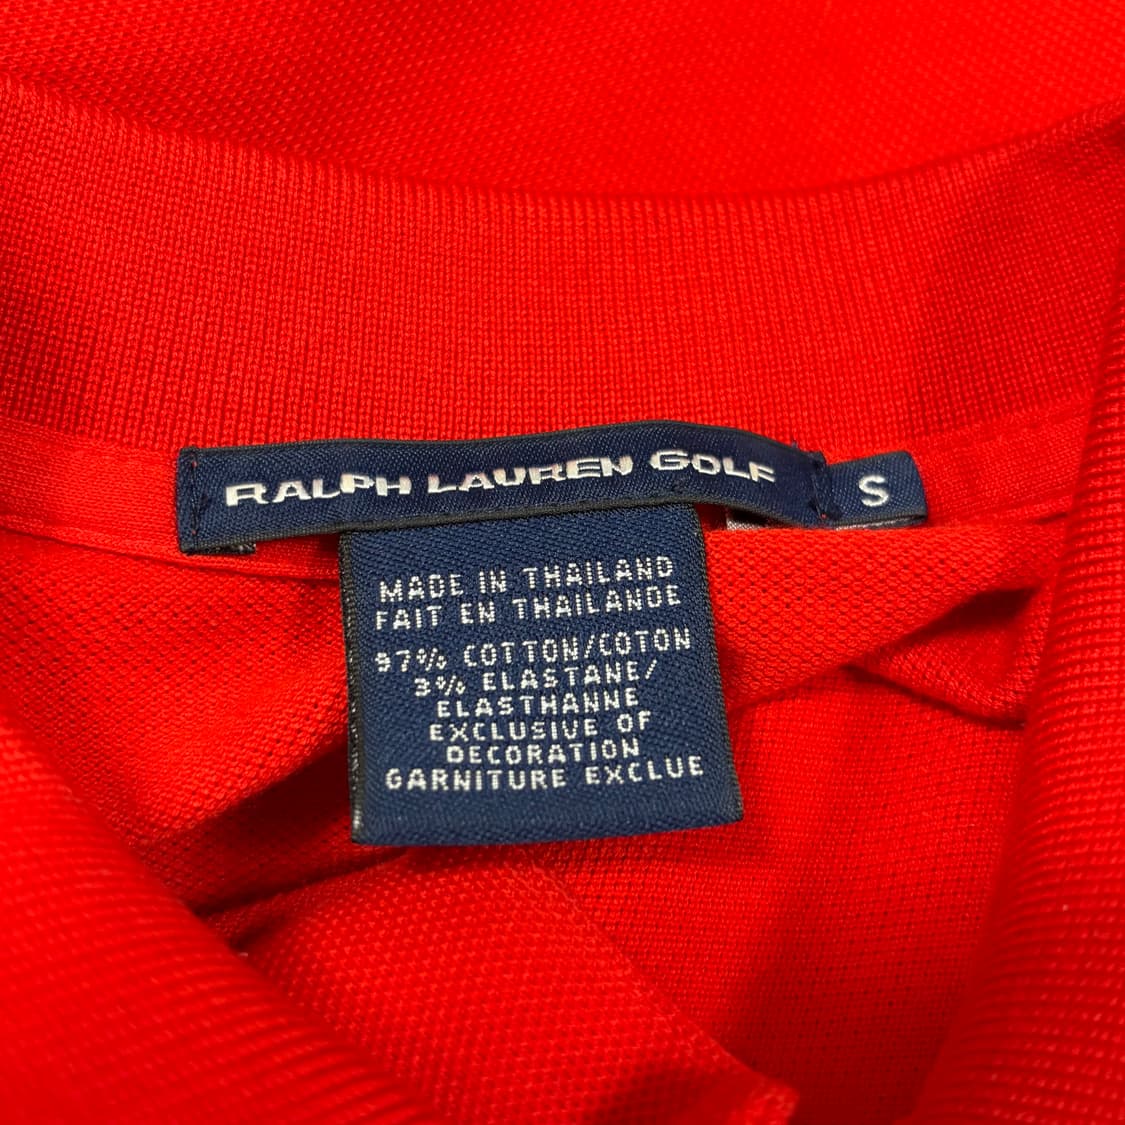 RALPH LAUREN GOLF
S
MADE IN THAILAND
FAIT EN THAILANDE
97% COTTON/COTON
3% ELASTANE/
ELASTHANNE
EXCLUSIVE OF
DECORATION
GARNITURE EXCLUE